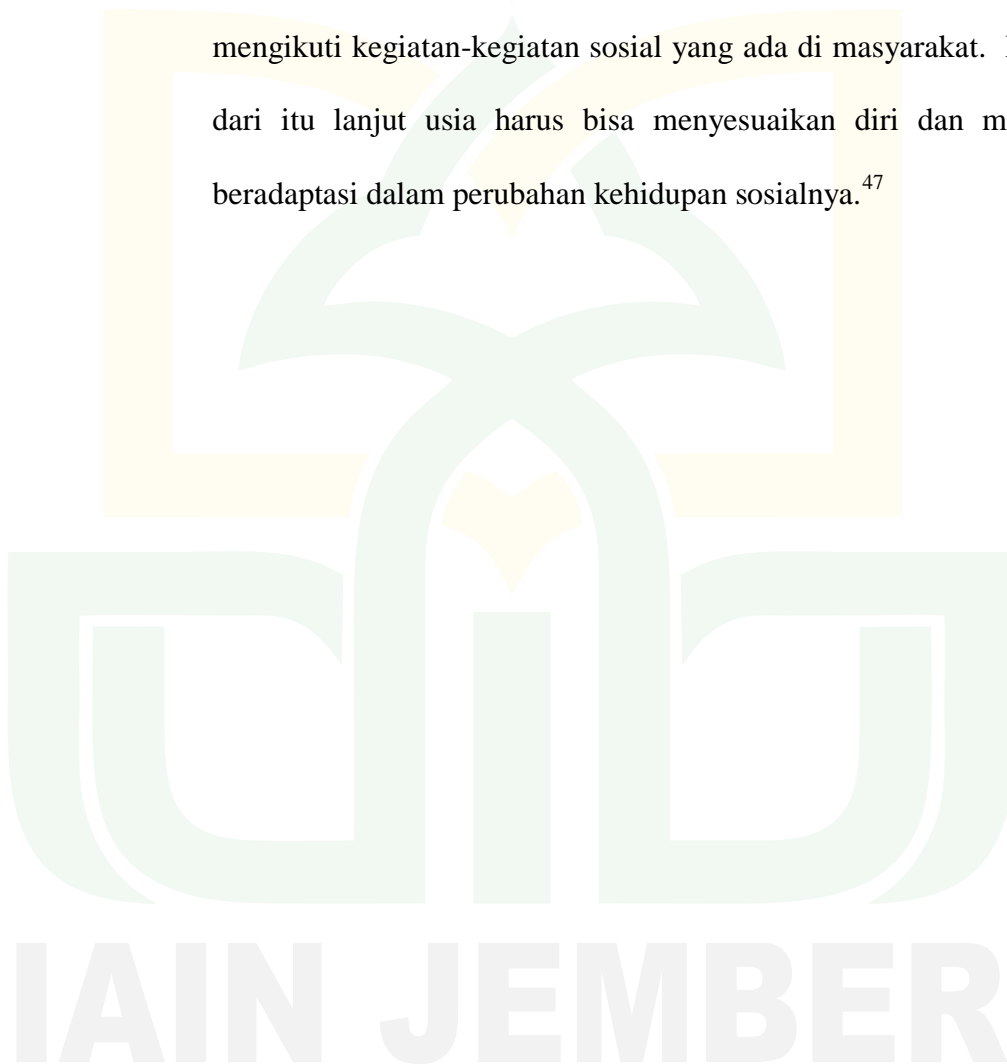 mengikuti kegiatan-kegiatan sosial yang ada di masyarakat.
dari itu lanjut usia harus bisa menyesuaikan diri dan
beradaptasi dalam perubahan kehidupan sosialnya.47
IAIN JEMBER